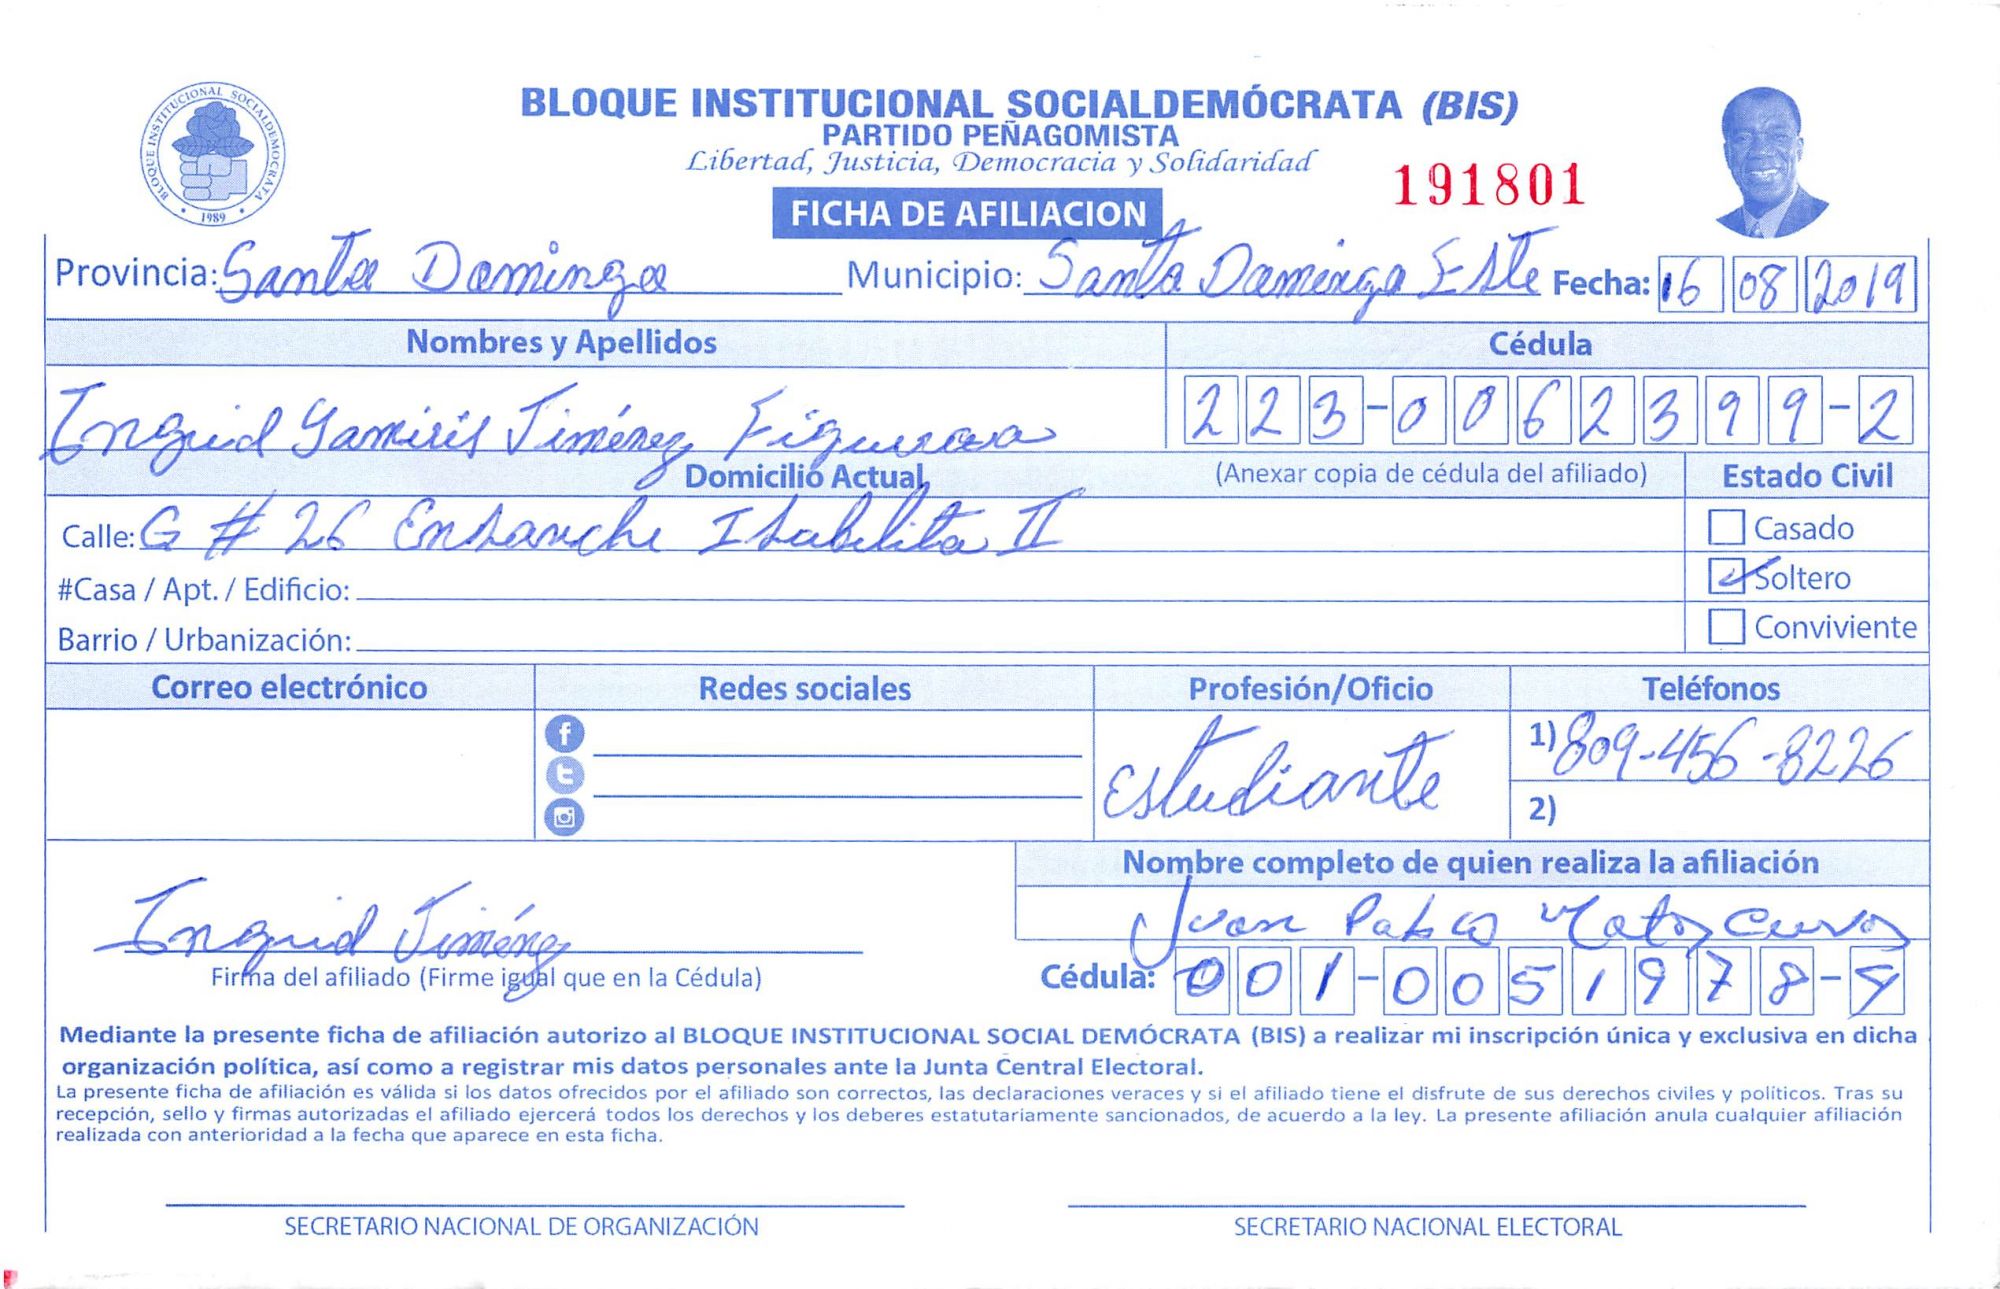 BLOQUE INSTITUCIONAL SOCIALDEMOCRATA
1989
BLOQUE INSTITUCIONAL SOCIALDEMÓCRATA (BIS)
PARTIDO PEÑAGOMISTA
Libertad, Justicia, Democracia y Solidaridad
191801
FICHA DE AFILIACION
Provincia: Santo Domingo Municipio: Santo Domingo Este Fecha: 16 08 2019
Nombres y Apellidos Cédula
Ingrid Yamiris Jiménez Figuereo 223-0062399-2
Domicilio Actual (Anexar copia de cédula del afiliado) Estado Civil
Calle: G # 26 Ensanche Isabelita II Casado
#Casa / Apt. / Edificio: Soltero
Barrio / Urbanización: Conviviente
Correo electrónico Redes sociales Profesión/Oficio Teléfonos
Estudiante 1) 809-456-8226
2)
Nombre completo de quien realiza la afiliación
Ingrid Jiménez Juan Pablo Matos Cuevas
Firma del afiliado (Firme igual que en la Cédula) Cédula: 001-0051978-9
Mediante la presente ficha de afiliación autorizo al BLOQUE INSTITUCIONAL SOCIAL DEMÓCRATA (BIS) a realizar mi inscripción única y exclusiva en dicha
organización política, así como a registrar mis datos personales ante la Junta Central Electoral.
La presente ficha de afiliación es válida si los datos ofrecidos por el afiliado son correctos, las declaraciones veraces y si el afiliado tiene el disfrute de sus derechos civiles y políticos. Tras su
recepción, sello y firmas autorizadas el afiliado ejercerá todos los derechos y los deberes estatutariamente sancionados, de acuerdo a la ley. La presente afiliación anula cualquier afiliación
realizada con anterioridad a la fecha que aparece en esta ficha.
SECRETARIO NACIONAL DE ORGANIZACIÓN SECRETARIO NACIONAL ELECTORAL